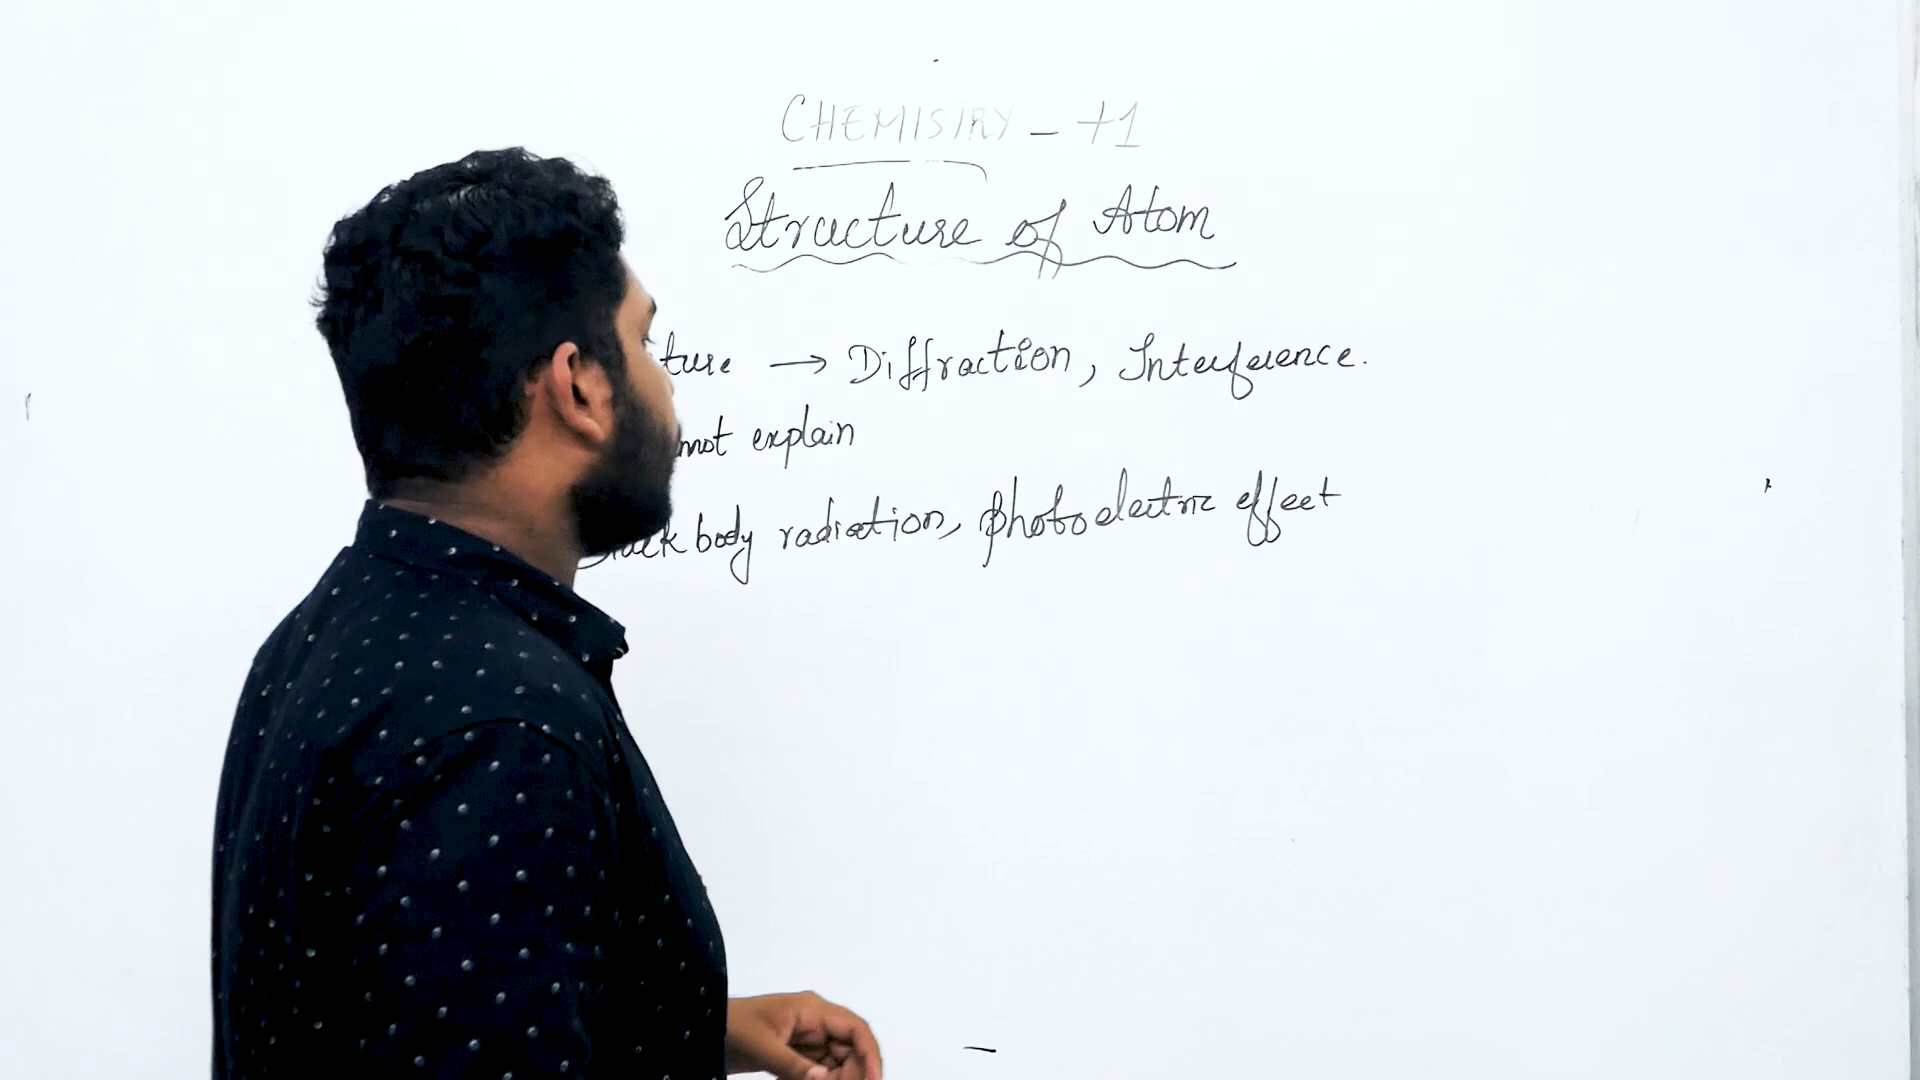 CHEMISTRY - +1
Structure of Atom
ture → Diffraction, Interference.
not explain
body radiation, photoelectric effect